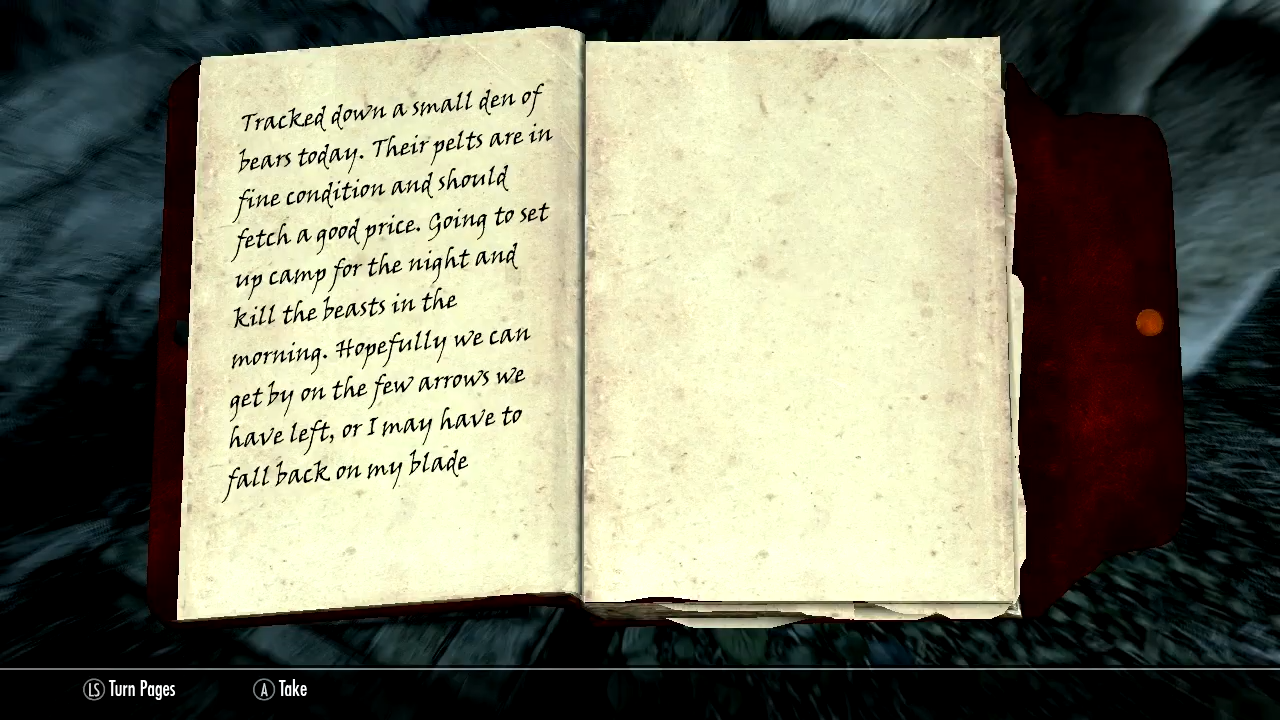 Tracked down a small den of
bears today. Their pelts are in
fine condition and should
fetch a good price. Going to set
up camp for the night and
kill the beasts in the
morning. Hopefully we can
get by on the few arrows we
have left, or I may have to
fall back on my blade
LS Turn Pages
A Take